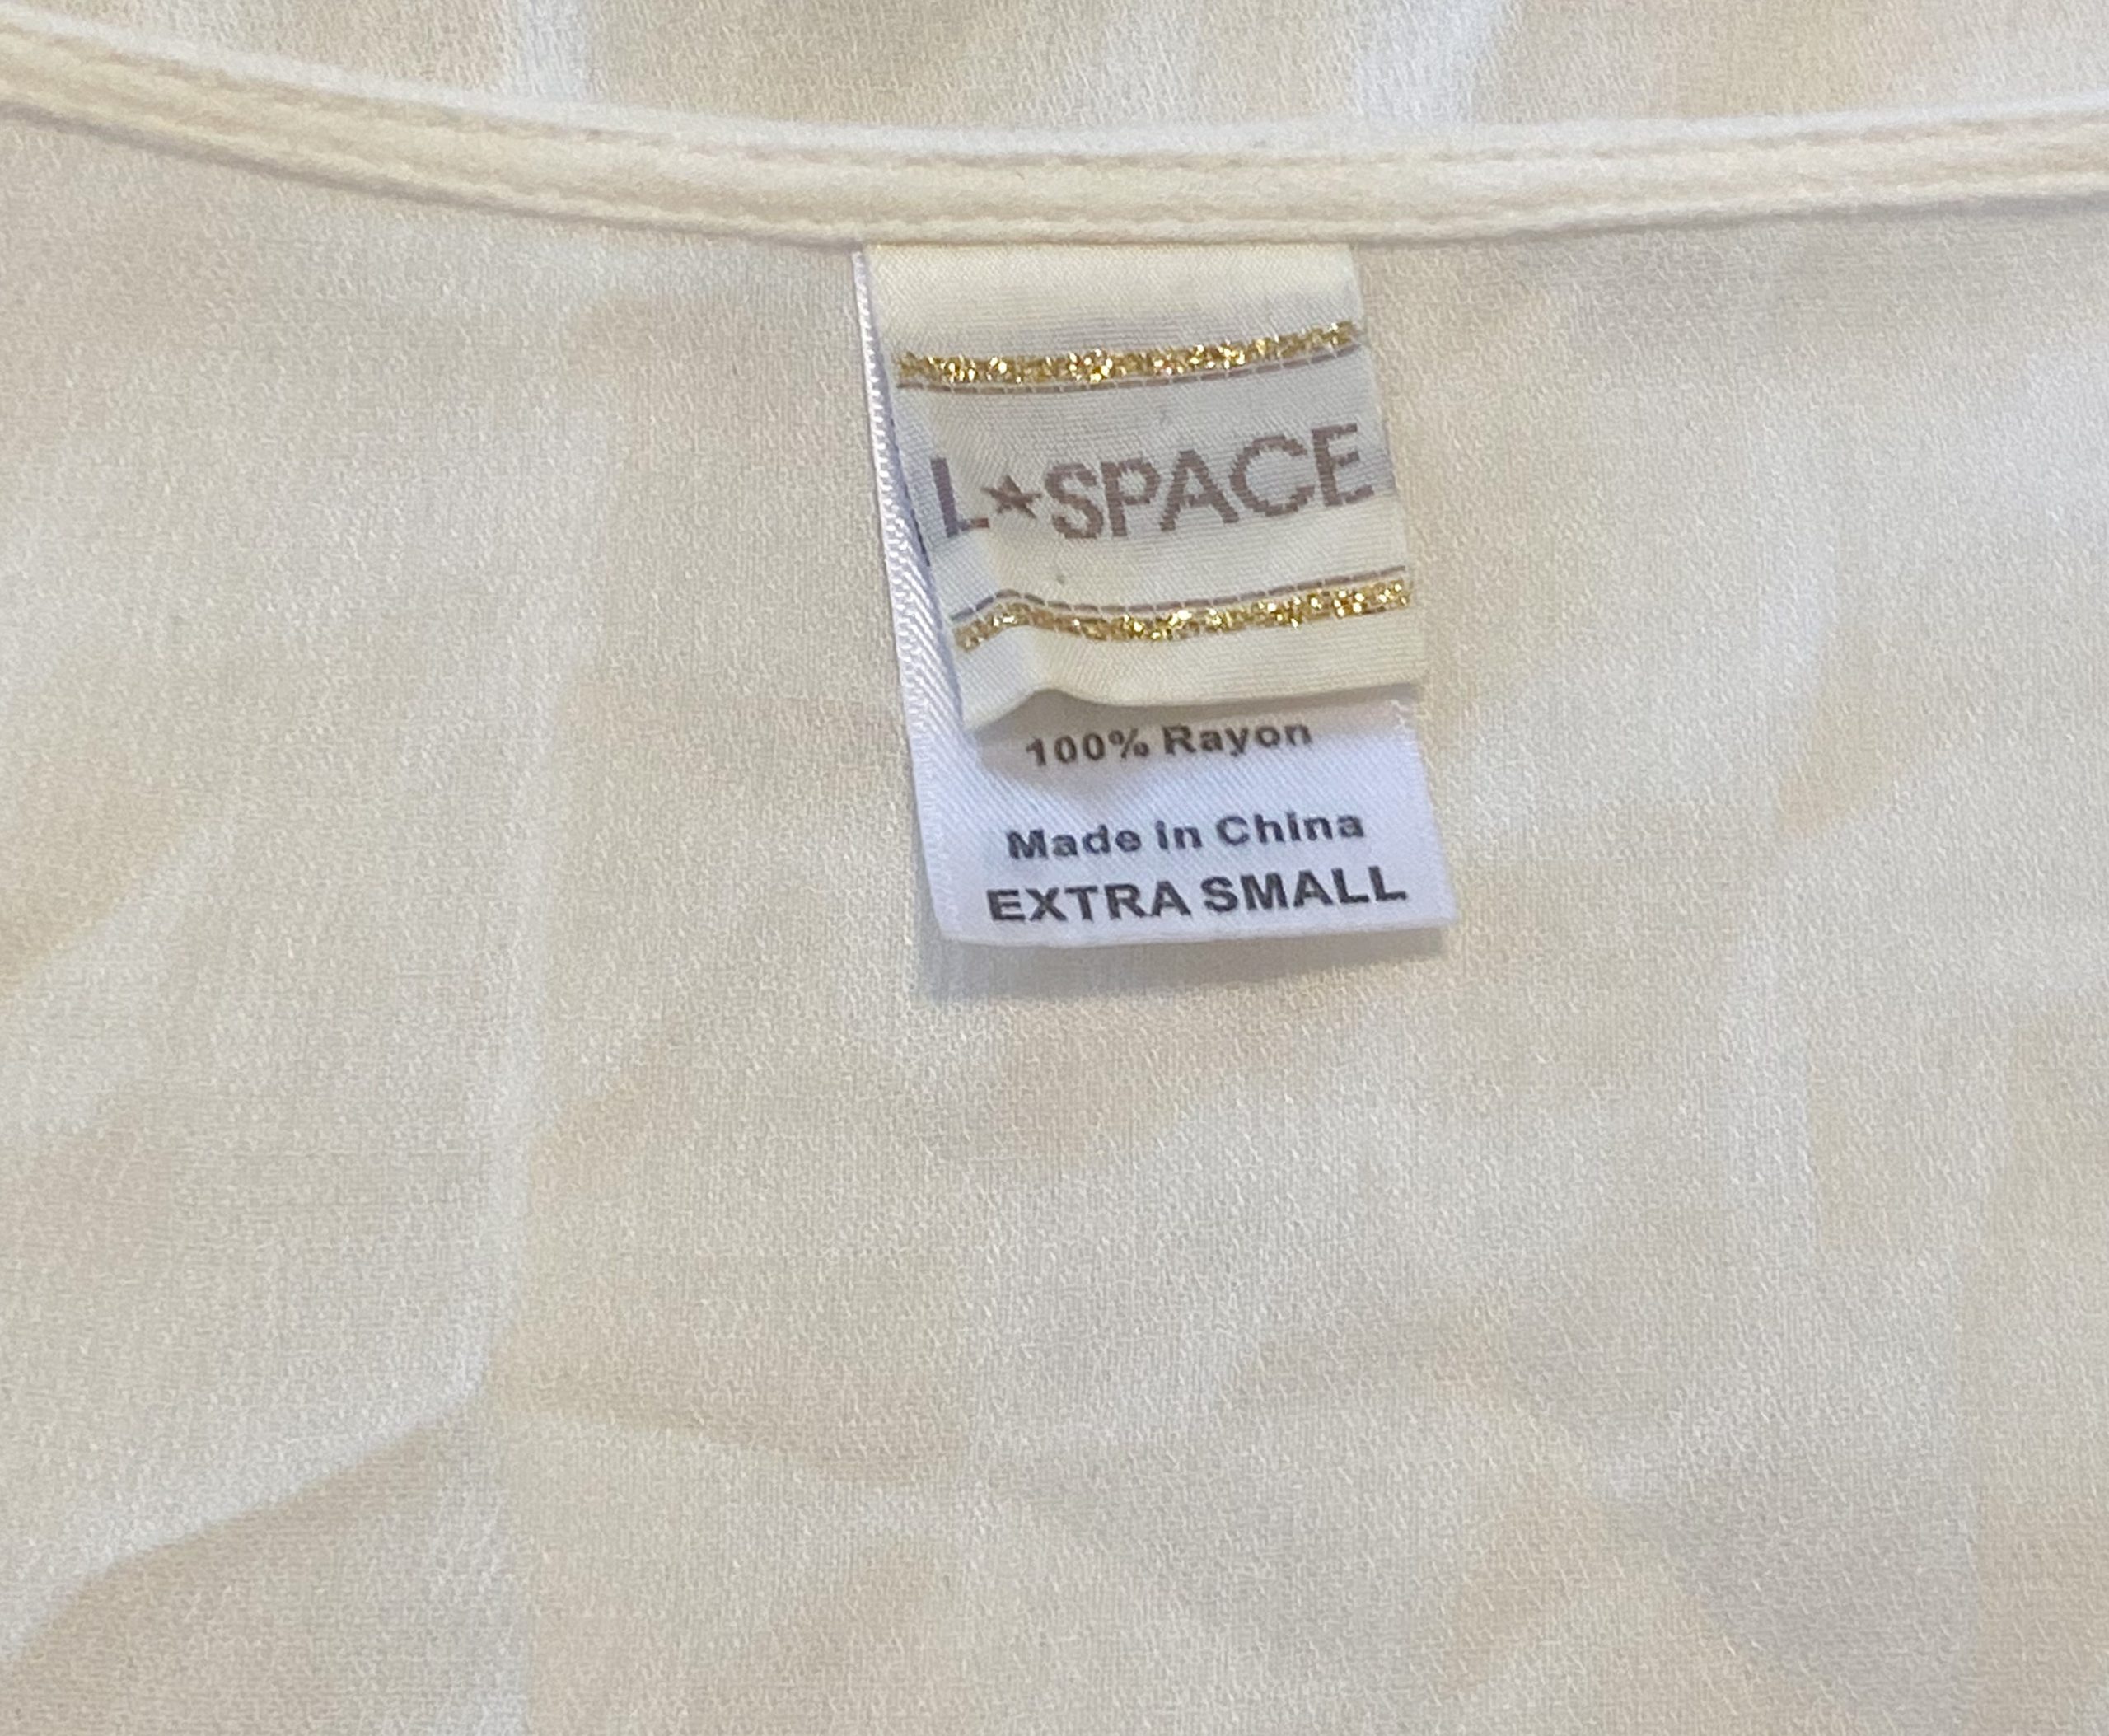 L★SPACE
100% Rayon
Made in China
EXTRA SMALL